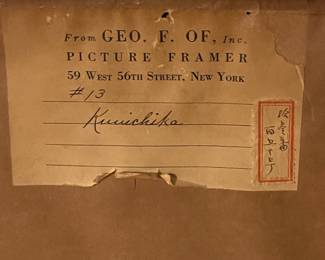 From GEO. F. OF, Inc.
PICTURE FRAMER
59 WEST 56TH STREET, NEW YORK
#13
Kunichika